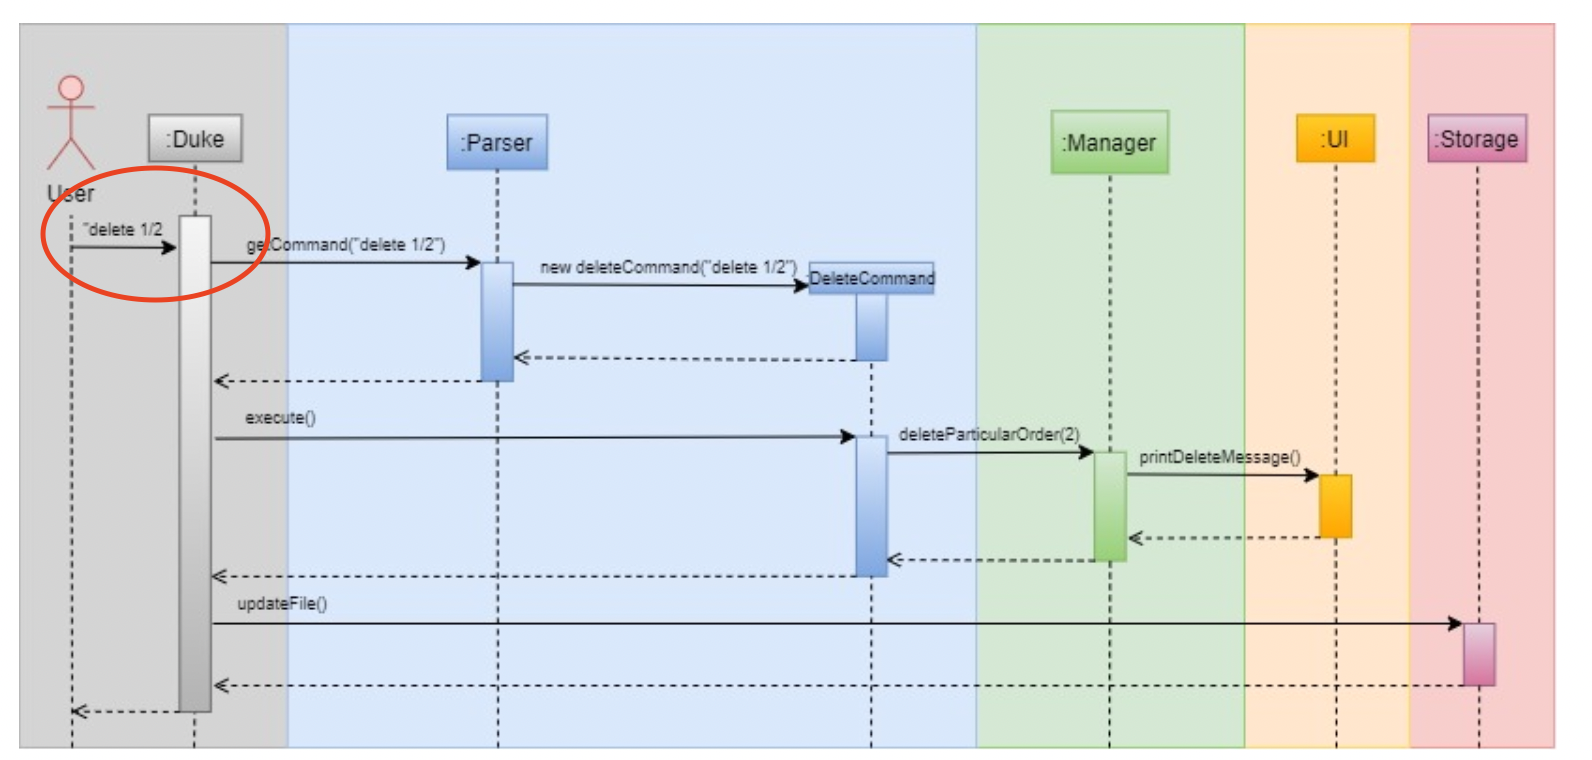 :Duke
:Parser
:Manager
:UI
:Storage
User
"delete 1/2
getCommand("delete 1/2")
new deleteCommand("delete 1/2")
:DeleteCommand
execute()
deleteParticularOrder(2)
printDeleteMessage()
updateFile()